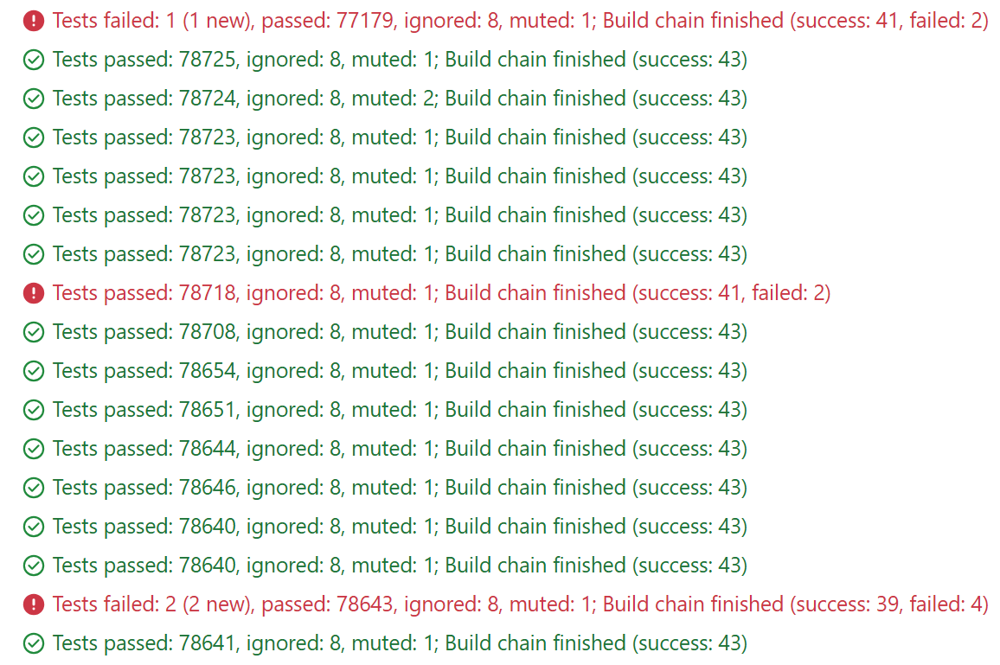 Tests failed: 1 (1 new), passed: 77179, ignored: 8, muted: 1; Build chain finished (success: 41, failed: 2)
Tests passed: 78725, ignored: 8, muted: 1; Build chain finished (success: 43)
Tests passed: 78724, ignored: 8, muted: 2; Build chain finished (success: 43)
Tests passed: 78723, ignored: 8, muted: 1; Build chain finished (success: 43)
Tests passed: 78723, ignored: 8, muted: 1; Build chain finished (success: 43)
Tests passed: 78723, ignored: 8, muted: 1; Build chain finished (success: 43)
Tests passed: 78723, ignored: 8, muted: 1; Build chain finished (success: 43)
Tests passed: 78718, ignored: 8, muted: 1; Build chain finished (success: 41, failed: 2)
Tests passed: 78708, ignored: 8, muted: 1; Build chain finished (success: 43)
Tests passed: 78654, ignored: 8, muted: 1; Build chain finished (success: 43)
Tests passed: 78651, ignored: 8, muted: 1; Build chain finished (success: 43)
Tests passed: 78644, ignored: 8, muted: 1; Build chain finished (success: 43)
Tests passed: 78646, ignored: 8, muted: 1; Build chain finished (success: 43)
Tests passed: 78640, ignored: 8, muted: 1; Build chain finished (success: 43)
Tests passed: 78640, ignored: 8, muted: 1; Build chain finished (success: 43)
Tests failed: 2 (2 new), passed: 78643, ignored: 8, muted: 1; Build chain finished (success: 39, failed: 4)
Tests passed: 78641, ignored: 8, muted: 1; Build chain finished (success: 43)